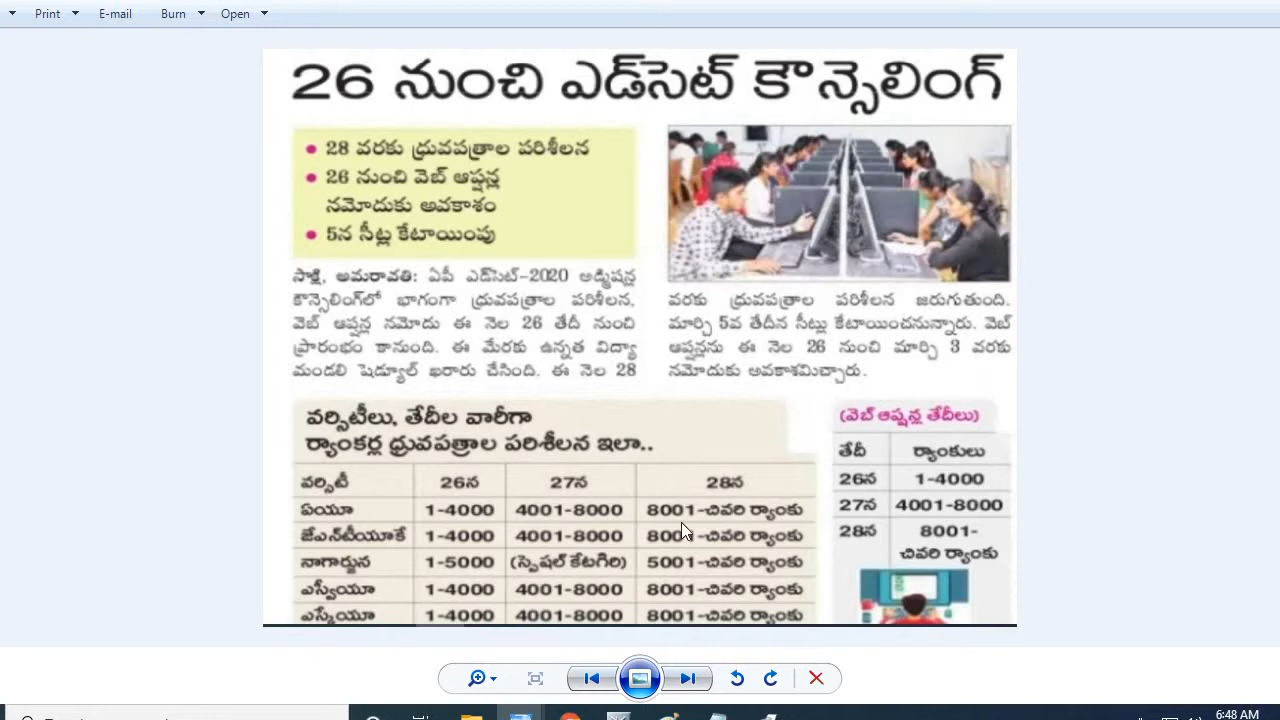 Print
E-mail
Burn
Open
26 నుంచి ఎడ్‌సెట్ కౌన్సెలింగ్
28 వరకు ధ్రువపత్రాల పరిశీలన
26 నుంచి వెబ్ ఆప్షన్ల
నమోదుకు అవకాశం
5న సీట్ల కేటాయింపు
సాక్షి, అమరావతి: ఏపీ ఎడ్‌సెట్–2020 అడ్మిషన్ల
కౌన్సెలింగ్‌లో భాగంగా ధ్రువపత్రాల పరిశీలన,
వెబ్ ఆప్షన్ల నమోదు ఈ నెల 26 తేదీ నుంచి
ప్రారంభం కానుంది. ఈ మేరకు ఉన్నత విద్యా
మండలి షెడ్యూల్ ఖరారు చేసింది. ఈ నెల 28
వరకు ధ్రువపత్రాల పరిశీలన జరుగుతుంది.
మార్చి 5వ తేదీన సీట్లు కేటాయించనున్నారు. వెబ్
ఆప్షన్లను ఈ నెల 26 నుంచి మార్చి 3 వరకు
నమోదుకు అవకాశమిచ్చారు.
వర్సిటీలు, తేదీల వారీగా
ర్యాంకర్ల ధ్రువపత్రాల పరిశీలన ఇలా..
వర్సిటీ 26న 27న 28న
ఏయూ 1-4000 4001-8000 8001-చివరి ర్యాంకు
జేఎన్‌టీయూకే 1-4000 4001-8000 8001-చివరి ర్యాంకు
నాగార్జున 1-5000 (స్పెషల్ కేటగిరి) 5001-చివరి ర్యాంకు
ఎస్వీయూ 1-4000 4001-8000 8001-చివరి ర్యాంకు
ఎస్కేయూ 1-4000 4001-8000 8001-చివరి ర్యాంకు
(వెబ్ ఆప్షన్ల తేదీలు)
తేదీ ర్యాంకులు
26న 1-4000
27న 4001-8000
28న 8001-
చివరి ర్యాంకు
6:48 AM